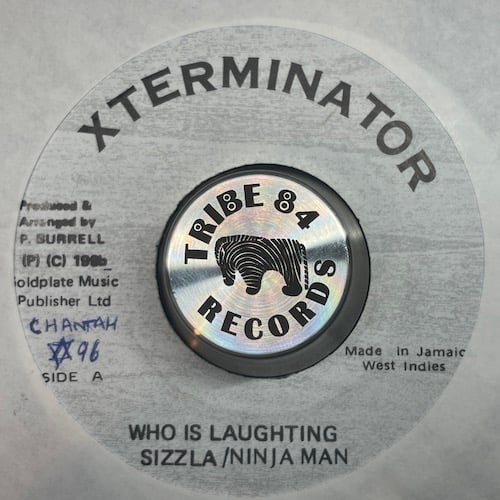 XTERMINATOR
Produced &
Arranged by
P. BURRELL
(P) (C)
oldplate Music
Publisher Ltd
CHANTAH
96
SIDE A
TRIBE 84
RECORDS
Made in Jamaic
West Indies
WHO IS LAUGHTING
SIZZLA/NINJA MAN